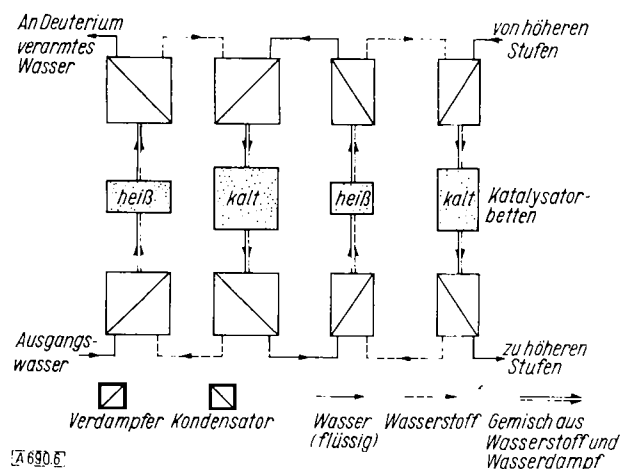 An Deuterium
verarmtes
Wasser
von höheren
Stufen
heiß
kalt
heiß
kalt
Katalysator-
betten
Ausgangs-
wasser
zu höheren
Stufen
Verdampfer
Kondensator
Wasser
(flüssig)
Wasserstoff
Gemisch aus
Wasserstoff und
Wasserdampf
A 690.6